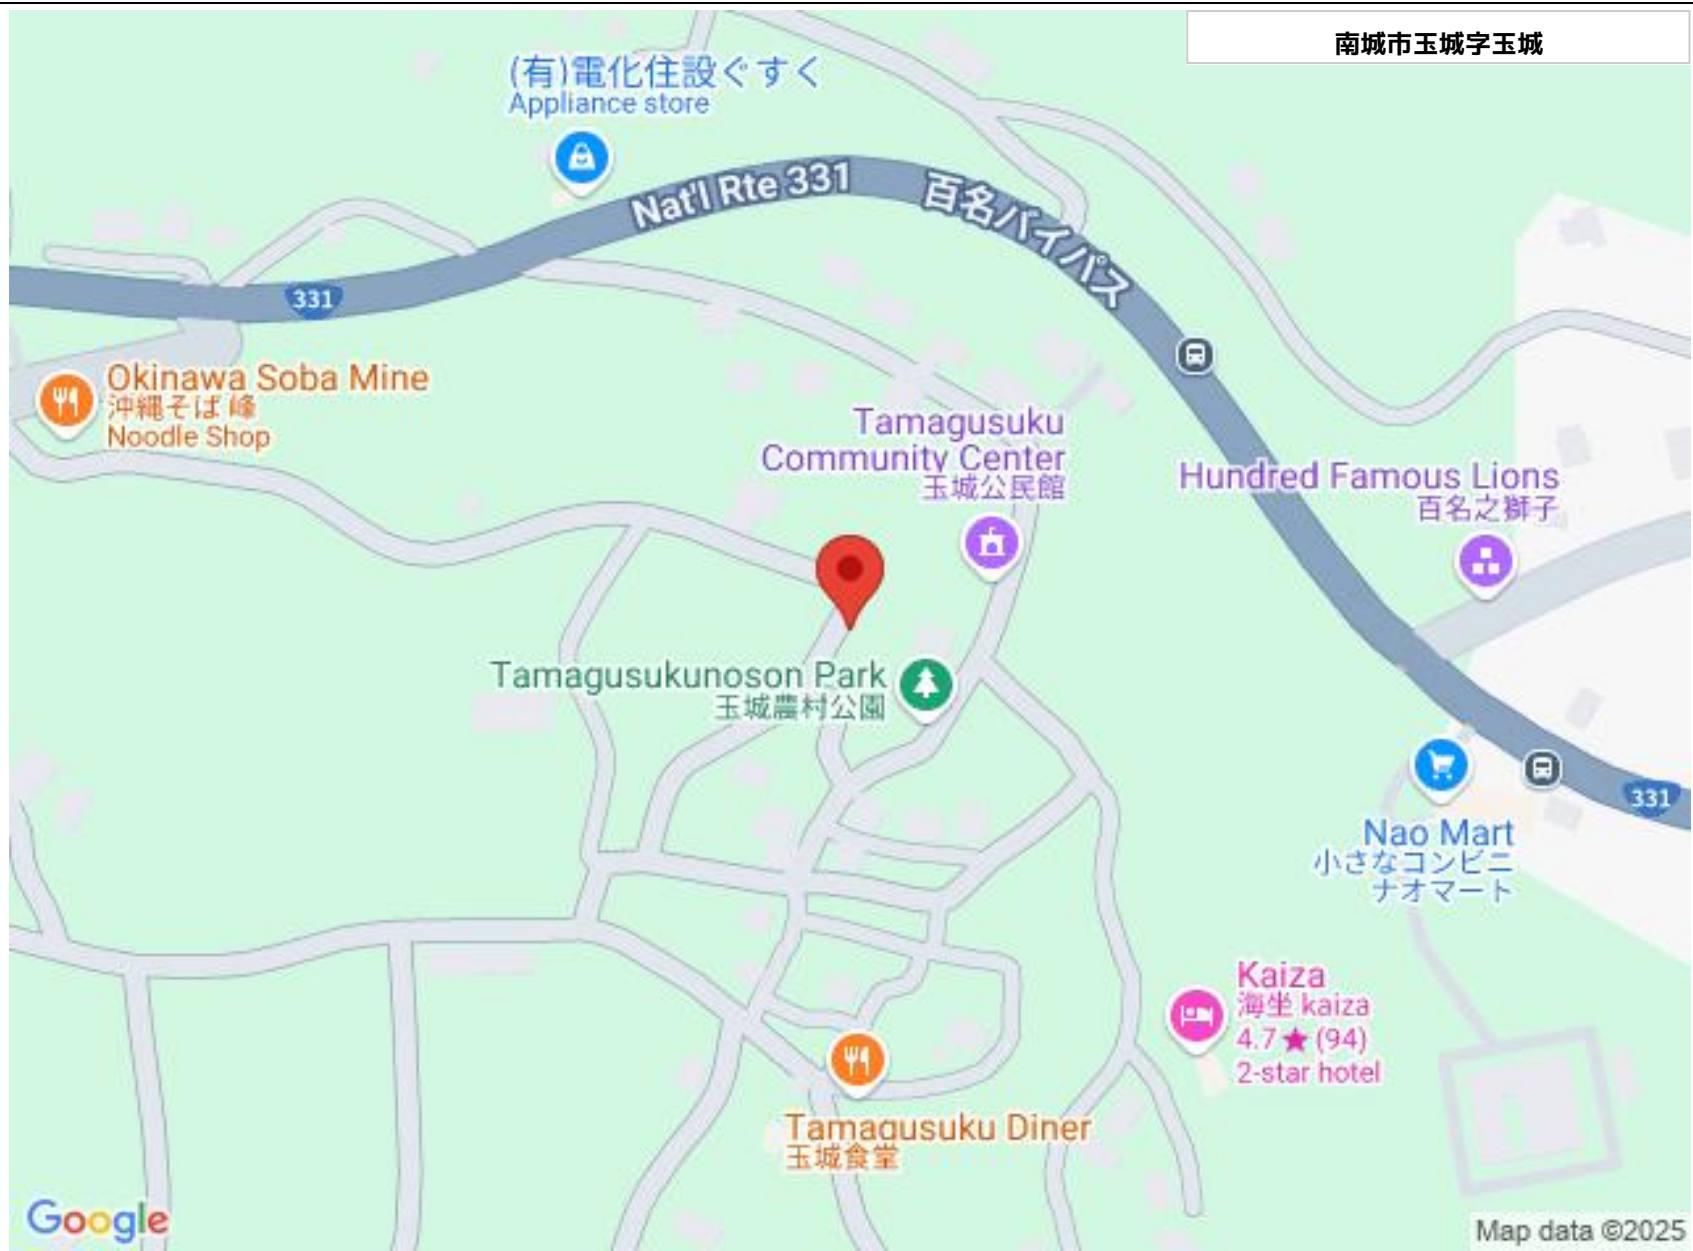 南城市玉城字玉城
(有)電化住設ぐすく
Appliance store
Nat'l Rte 331
百名バイパス
331
Okinawa Soba Mine
沖縄そば 峰
Noodle Shop
Tamagusuku
Community Center
玉城公民館
Hundred Famous Lions
百名之獅子
Tamagusukunoson Park
玉城農村公園
331
Nao Mart
小さなコンビニ
ナオマート
Kaiza
海坐 kaiza
4.7★(94)
2-star hotel
Tamagusuku Diner
玉城食堂
Google
Map data ©2025